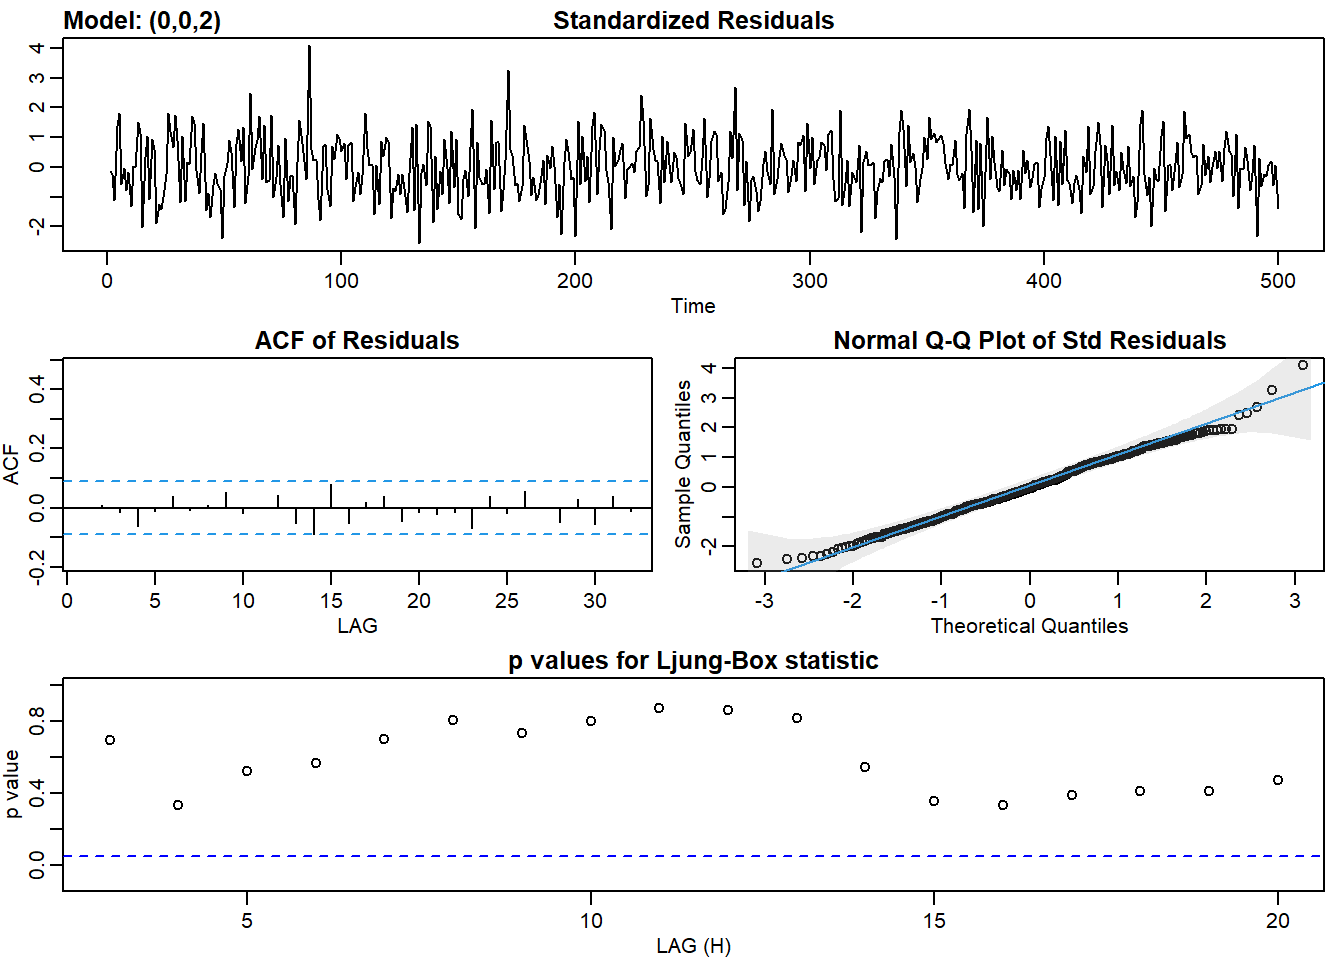 Model: (0,0,2) Standardized Residuals
4
3
2
1
0
-2
0 100 200 300 400 500
Time
ACF of Residuals
ACF
0.4
0.2
0.0
-0.2
0 5 10 15 20 25 30
LAG
Normal Q-Q Plot of Std Residuals
Sample Quantiles
4
3
2
1
0
-2
-3 -2 -1 0 1 2 3
Theoretical Quantiles
p values for Ljung-Box statistic
p value
0.8
0.4
0.0
5 10 15 20
LAG (H)